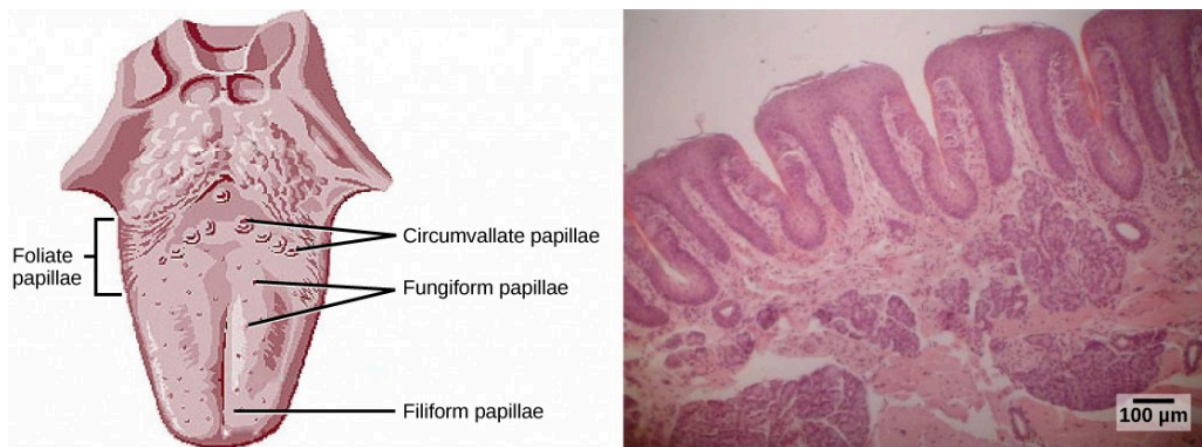 Foliate
papillae
Circumvallate papillae
Fungiform papillae
Filiform papillae
100 µm